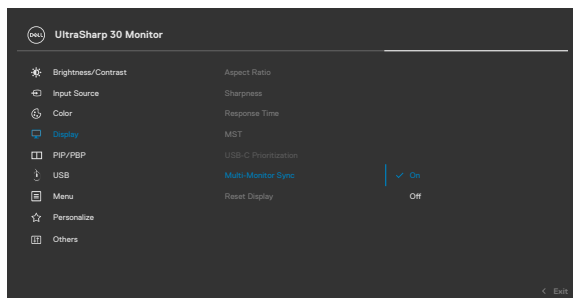 DELL UltraSharp 30 Monitor
Brightness/Contrast Aspect Ratio
Input Source Sharpness
Color Response Time
Display MST
PIP/PBP USB-C Prioritization
USB Multi-Monitor Sync On
Menu Reset Display Off
Personalize
Others
Exit